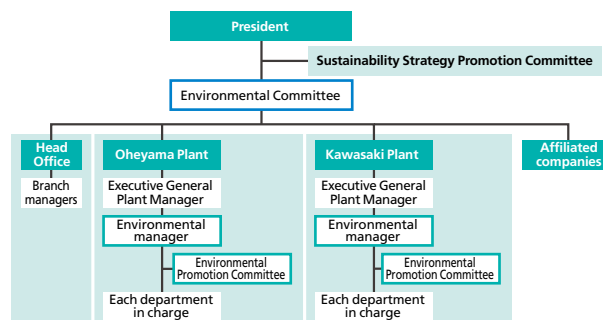 President
Sustainability Strategy Promotion Committee
Environmental Committee
Head
Office
Oheyama Plant
Kawasaki Plant
Affiliated
companies
Branch
managers
Executive General
Plant Manager
Executive General
Plant Manager
Environmental
manager
Environmental
manager
Environmental
Promotion Committee
Environmental
Promotion Committee
Each department
in charge
Each department
in charge